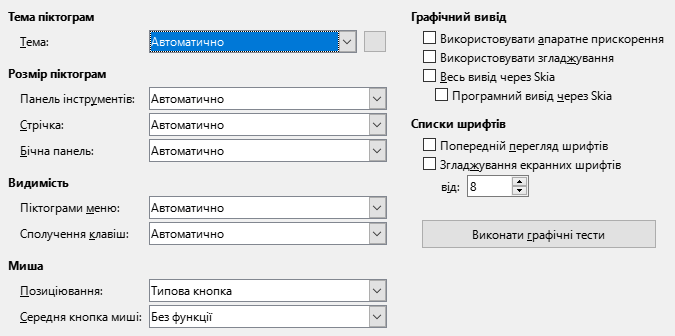 Тема піктограм
Тема: Автоматично
Розмір піктограм
Панель інструментів: Автоматично
Стрічка: Автоматично
Бічна панель: Автоматично
Видимість
Піктограми меню: Автоматично
Сполучення клавіш: Автоматично
Миша
Позиціювання: Типова кнопка
Середня кнопка миші: Без функції
Графічний вивід
Використовувати апаратне прискорення
Використовувати згладжування
Весь вивід через Skia
Програмний вивід через Skia
Списки шрифтів
Попередній перегляд шрифтів
Згладжування екранних шрифтів
від: 8
Виконати графічні тести